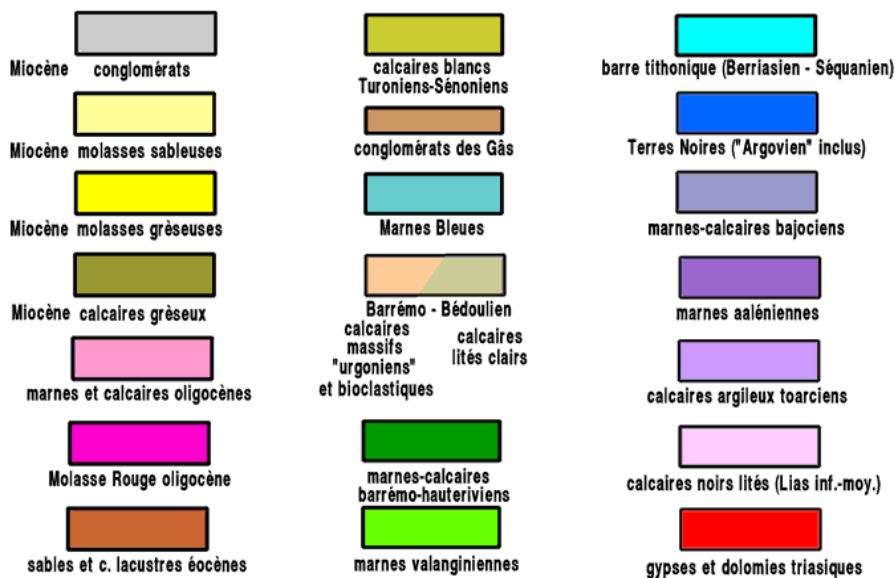 Miocène conglomérats
Miocène molasses sableuses
Miocène molasses grèseuses
Miocène calcaires grèseux
marnes et calcaires oligocènes
Molasse Rouge oligocène
sables et c. lacustres éocènes
calcaires blancs
Turoniens-Sénoniens
conglomérats des Gâs
Marnes Bleues
Barrémo - Bédoulien
calcaires
massifs
"urgoniens"
et bioclastiques
calcaires
lités clairs
marnes-calcaires
barrémo-hauteriviens
marnes valanginiennes
barre tithonique (Berriasien - Séquanien)
Terres Noires ("Argovien" inclus)
marnes-calcaires bajociens
marnes aaléniennes
calcaires argileux toarciens
calcaires noirs lités (Lias inf.-moy.)
gypses et dolomies triasiques